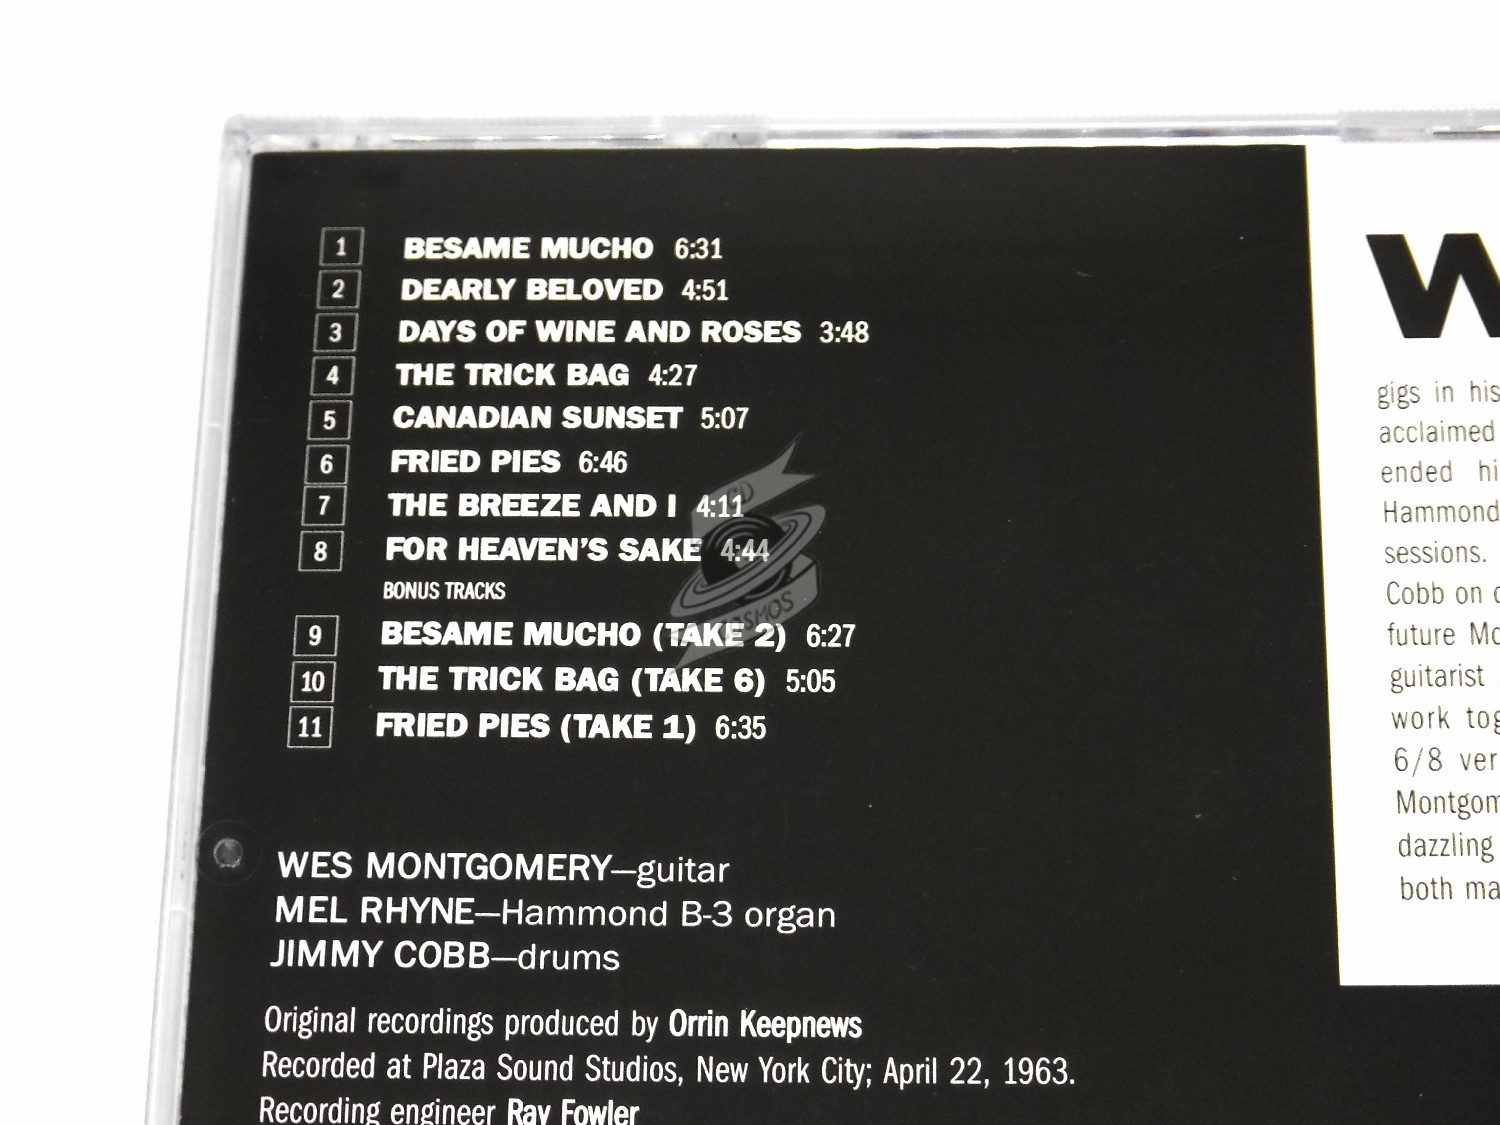 1 BESAME MUCHO 6:31
2 DEARLY BELOVED 4:51
3 DAYS OF WINE AND ROSES 3:48
4 THE TRICK BAG 4:27
5 CANADIAN SUNSET 5:07
6 FRIED PIES 6:46
7 THE BREEZE AND I 4:11
8 FOR HEAVEN'S SAKE 4:44
BONUS TRACKS
9 BESAME MUCHO (TAKE 2) 6:27
10 THE TRICK BAG (TAKE 6) 5:05
11 FRIED PIES (TAKE 1) 6:35
WES MONTGOMERY—guitar
MEL RHYNE—Hammond B-3 organ
JIMMY COBB—drums
Original recordings produced by Orrin Keepnews
Recorded at Plaza Sound Studios, New York City; April 22, 1963.
Recording engineer Ray Fowler
W
gigs in his
acclaimed
ended hi
Hammond
sessions.
Cobb on
future
guitarist
work
6/8
dazzling
both
CD